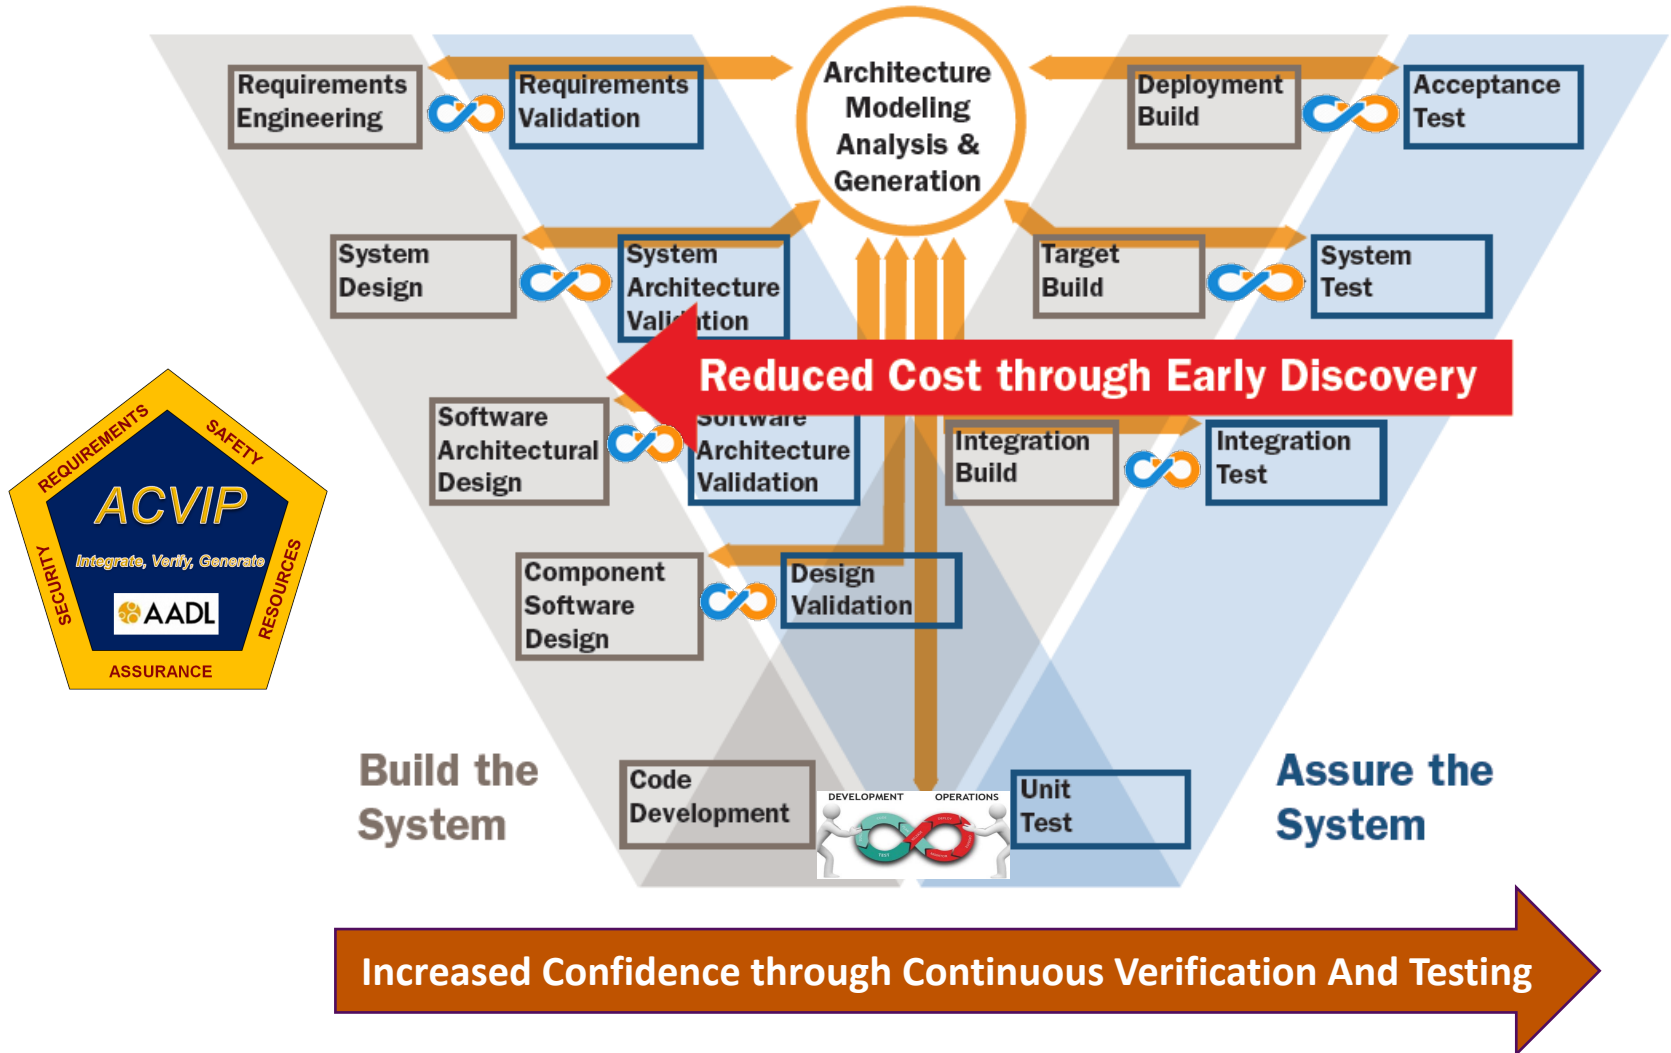 Architecture
Modeling
Analysis &
Generation
Requirements
Engineering
Requirements
Validation
Deployment
Build
Acceptance
Test
System
Design
System
Architecture
Validation
Target
Build
System
Test
Reduced Cost through Early Discovery
Software
Architectural
Design
Software
Architecture
Validation
Integration
Build
Integration
Test
REQUIREMENTS
SAFETY
SECURITY
RESOURCES
ASSURANCE
ACVIP
Integrate, Verify, Generate
AADL
Component
Software
Design
Design
Validation
Build the
System
Code
Development
DEVELOPMENT
OPERATIONS
TEST
Unit
Test
Assure the
System
Increased Confidence through Continuous Verification And Testing